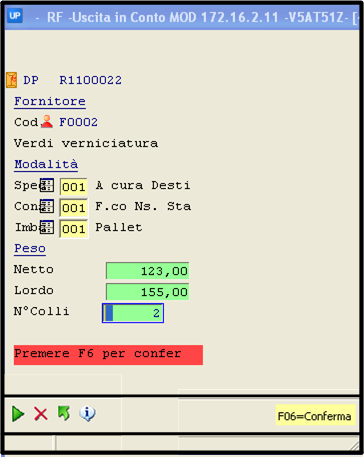 UP - RF -Uscita in Conto MOD 172.16.2.11 -V5AT51Z- [
DP R1100022
Fornitore
Cod F0002
Verdi verniciatura
Modalità
Sped 001 A cura Desti
Con 001 F.co Ns. Sta
Imb 001 Pallet
Peso
Netto 123,00
Lordo 155,00
N°Colli 2
Premere F6 per confer
F06=Conferma